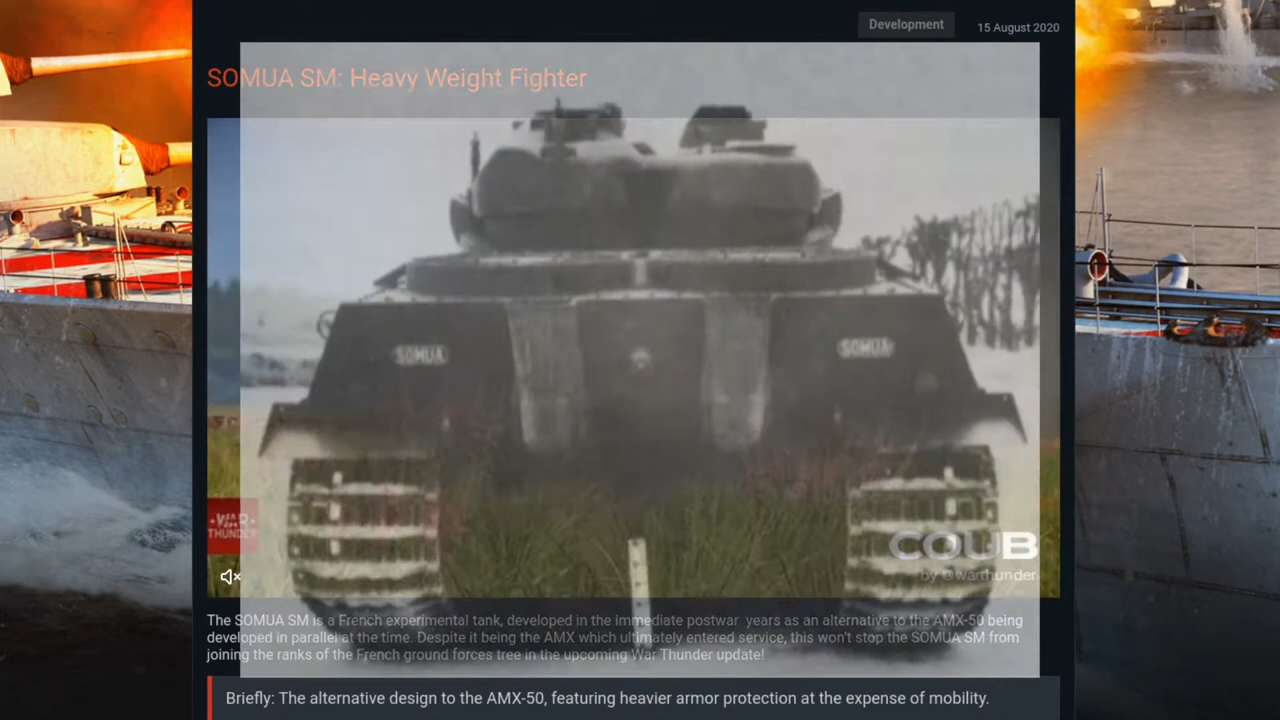 Development
15 August 2020
SOMUA SM: Heavy Weight Fighter
SOMUA
SOMUA
WAR
THUNDER
COUB
by @warthunder
The SOMUA SM is a French experimental tank, developed in the immediate postwar years as an alternative to the AMX-50 being
developed in parallel at the time. Despite it being the AMX which ultimately entered service, this won't stop the SOMUA SM from
joining the ranks of the French ground forces tree in the upcoming War Thunder update!
Briefly: The alternative design to the AMX-50, featuring heavier armor protection at the expense of mobility.